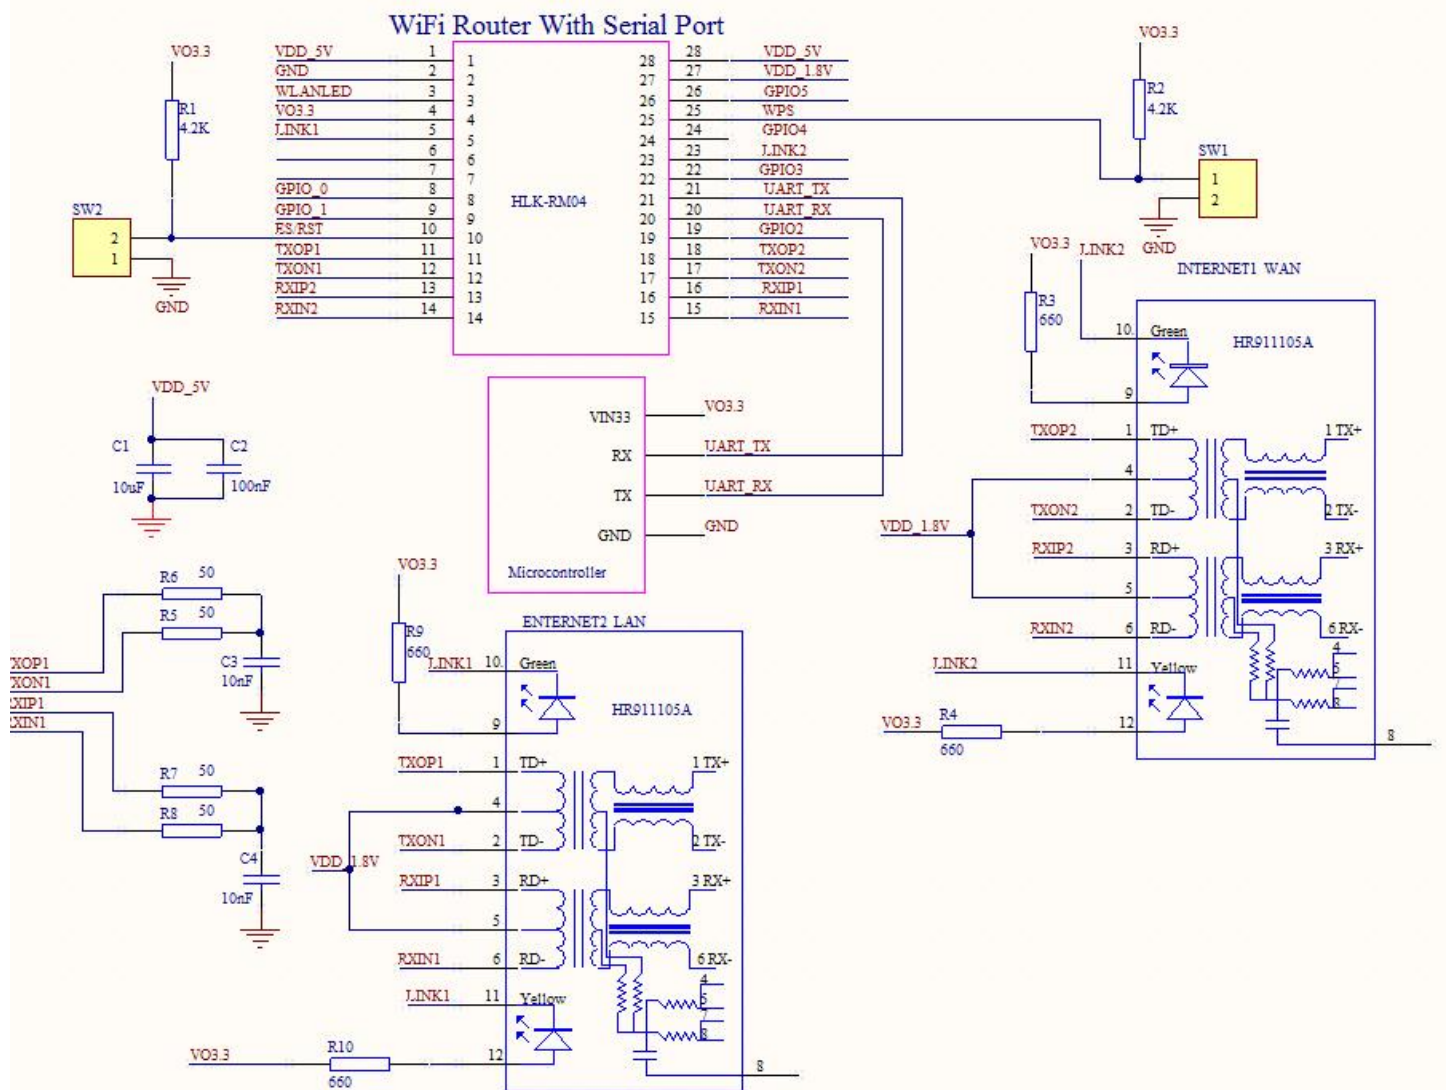 WiFi Router With Serial Port
VO3.3
R1
4.2K
SW2
2
1
GND
VDD_5V 1
GND 2
WLANLED 3
VO3.3 4
LINK1 5
6
7
GPIO_0 8
GPIO_1 9
ES/RST 10
TXOP1 11
TXON1 12
RXIP2 13
RXIN2 14
1
2
3
4
5
6
7
8
9
10
11
12
13
14
HLK-RM04
28
27
26
25
24
23
22
21
20
19
18
17
16
15
28 VDD_5V
27 VDD_1.8V
26 GPIO5
25 WPS
24 GPIO4
23 LINK2
22 GPIO3
21 UART_TX
20 UART_RX
19 GPIO2
18 TXOP2
17 TXON2
16 RXIP1
15 RXIN1
VO3.3
R2
4.2K
SW1
1
2
GND
VDD_5V
C1
10uF
C2
100nF
VIN33 VO3.3
RX UART_TX
TX UART_RX
GND GND
Microcontroller
VO3.3
LINK2
R3
660
INTERNET1 WAN
HR911105A
10 Green
9
TXOP2 1 TD+ 1 TX+
4
TXON2 2 TD- 2 TX-
VDD_1.8V
RXIP2 3 RD+ 3 RX+
5
RXIN2 6 RD- 6 RX-
4
5
7
8
LINK2 11 Yellow
VO3.3 R4 12
660
8
R6 50
R5 50
C3
10nF
XOP1
XON1
XIP1
XIN1
R7 50
R8 50
C4
10nF
VO3.3
R9
660
ENTERNET2 LAN
HR911105A
LINK1 10 Green
9
TXOP1 1 TD+ 1 TX+
4
TXON1 2 TD- 2 TX-
VDD_1.8V
RXIP1 3 RD+ 3 RX+
5
RXIN1 6 RD- 6 RX-
4
5
7
8
LINK1 11 Yellow
VO3.3 R10 12
660
8